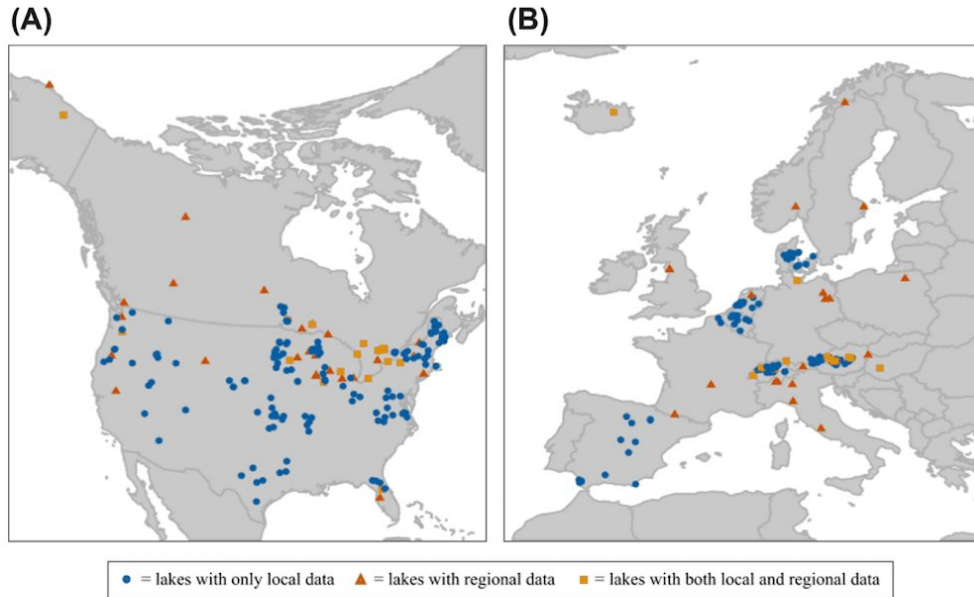 (A) (B)
= lakes with only local data = lakes with regional data = lakes with both local and regional data